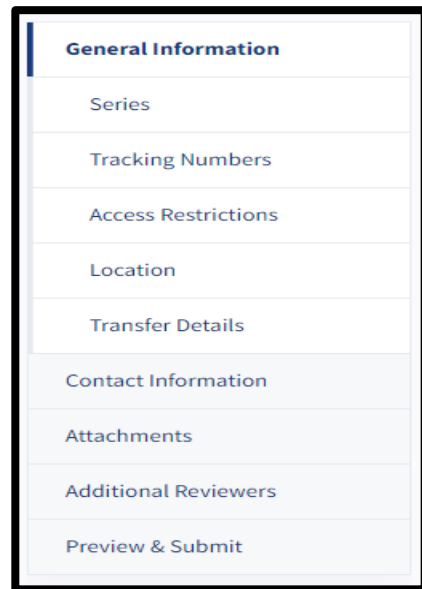 General Information
Series
Tracking Numbers
Access Restrictions
Location
Transfer Details
Contact Information
Attachments
Additional Reviewers
Preview & Submit